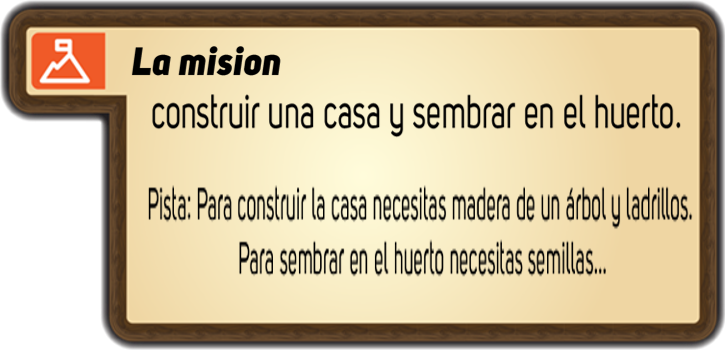 La mision
construir una casa y sembrar en el huerto.
Pista: Para construir la casa necesitas madera de un árbol y ladrillos.
Para sembrar en el huerto necesitas semillas...